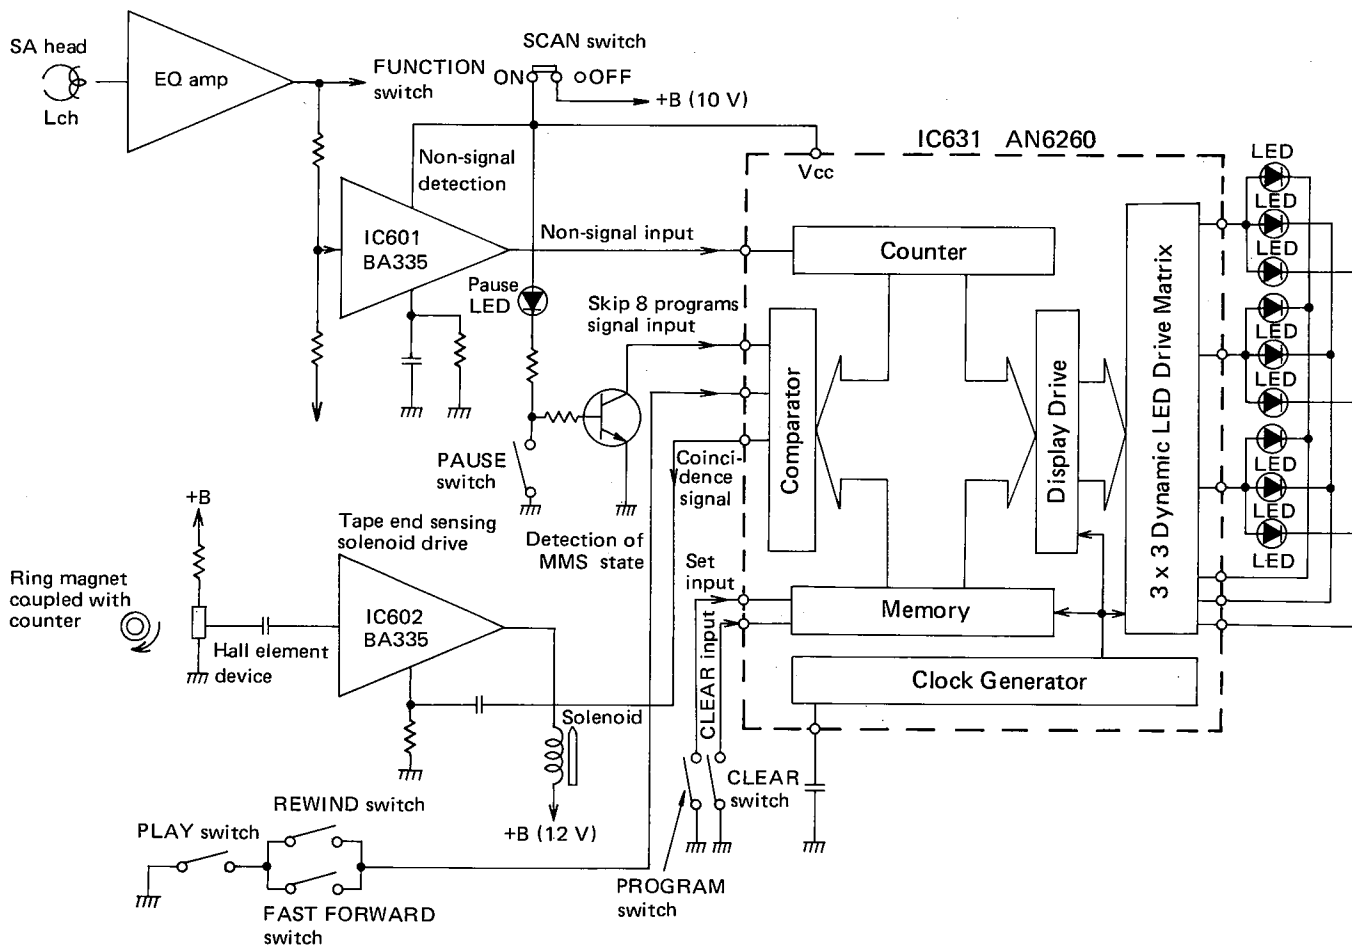 SA head
Lch
EQ amp
FUNCTION
switch
SCAN switch
ON
OFF
+B (10 V)
IC631 AN6260
Vcc
Non-signal
detection
IC601
BA335
Non-signal input
Pause
LED
Skip 8 programs
signal input
PAUSE
switch
Detection of
MMS state
Coinci-
dence
signal
Counter
Comparator
Display Drive
3 x 3 Dynamic LED Drive Matrix
Memory
Clock Generator
LED
LED
LED
LED
LED
LED
LED
LED
LED
+B
Ring magnet
coupled with
counter
Hall element
device
Tape end sensing
solenoid drive
IC602
BA335
Solenoid
+B (12 V)
Set
input
CLEAR input
CLEAR
switch
PROGRAM
switch
PLAY switch
REWIND switch
FAST FORWARD
switch